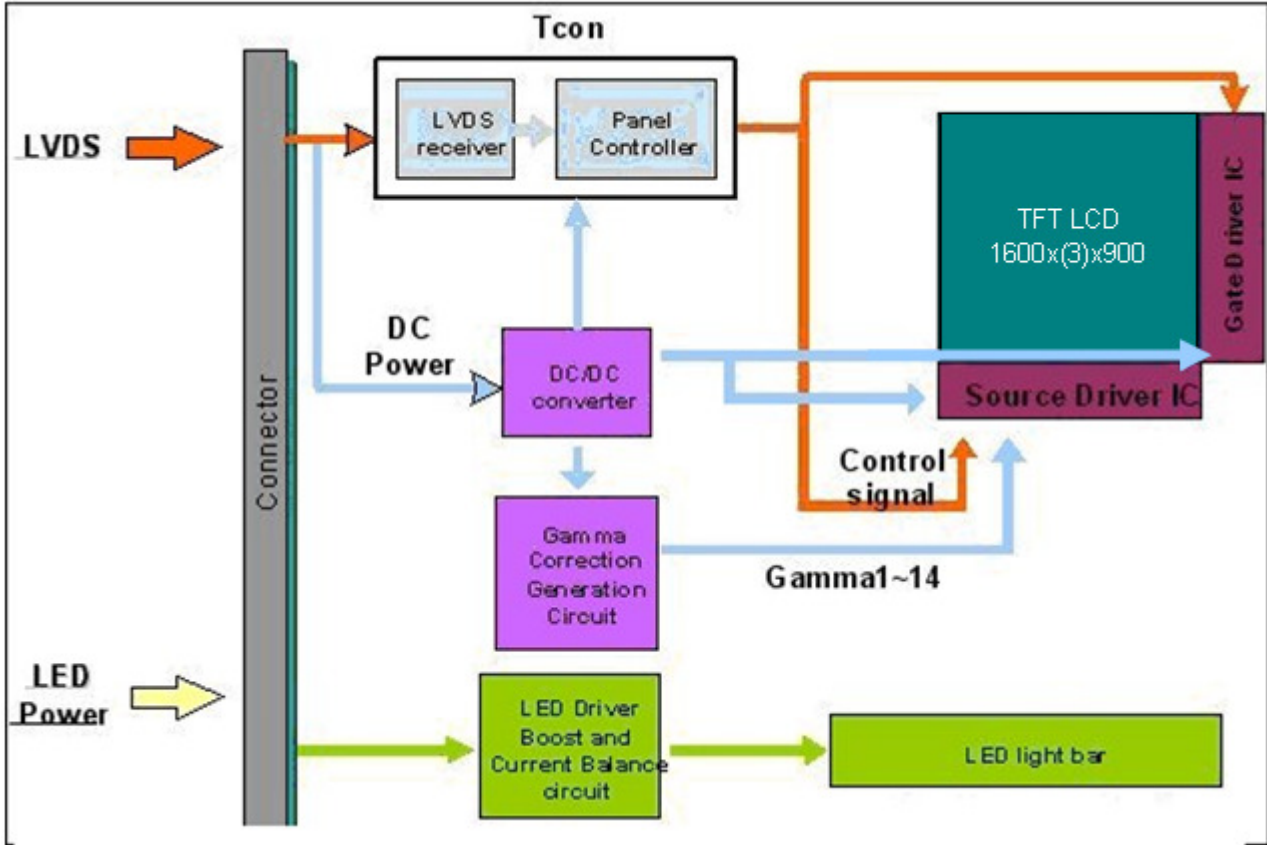 Tcon
LVDS
LVDS
receiver
Panel
Controller
TFT LCD
1600x(3)x900
Gate Driver IC
DC
Power
DC/DC
converter
Source Driver IC
Connector
Control
signal
Gamma
Correction
Generation
Circuit
Gamma1~14
LED
Power
LED Driver
Boost and
Current Balance
circuit
LED light bar